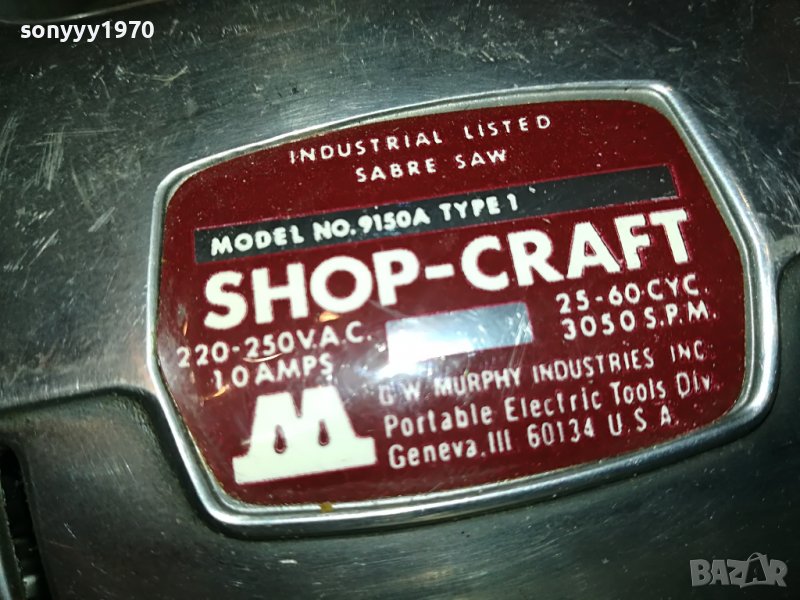 sonyyy1970
INDUSTRIAL LISTED
SABRE SAW
MODEL NO. 9150A TYPE 1
SHOP-CRAFT
220-250 V.A.C.
1.0 AMPS
25-60 CYC.
3050 S.P.M.
G W MURPHY INDUSTRIES INC
Portable Electric Tools Div.
Geneva, Ill 60134 U.S.A.
BAZAR